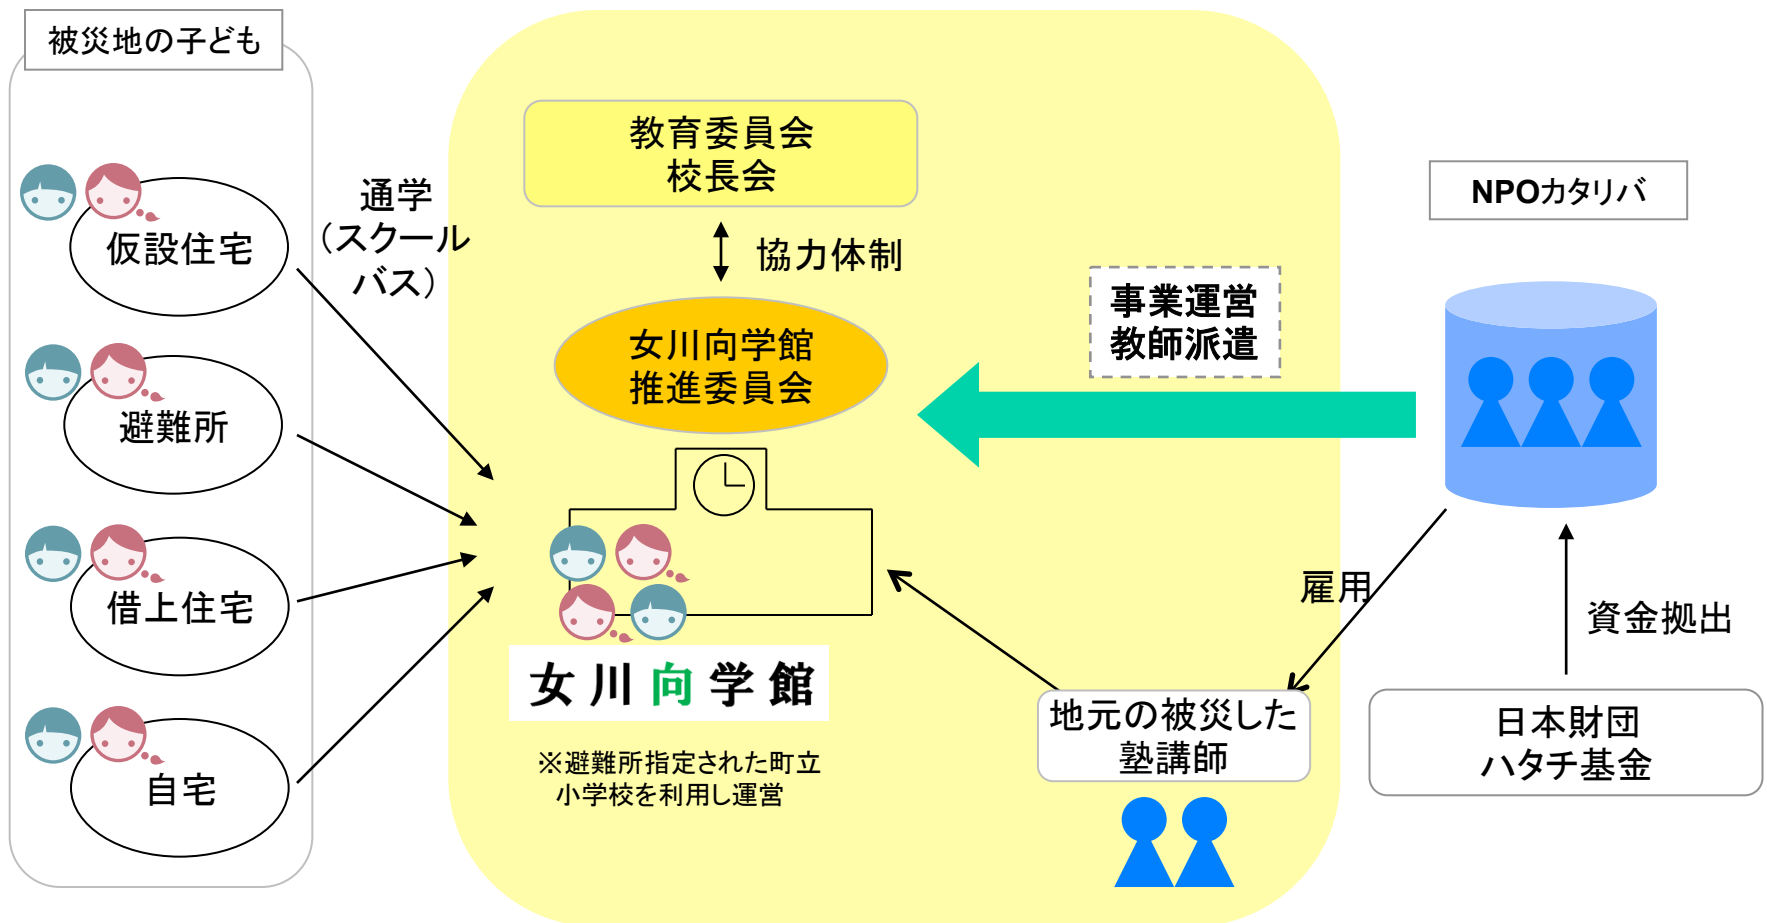 被災地の子ども
仮設住宅
避難所
借上住宅
自宅
通学
（スクール
バス）
教育委員会
校長会
協力体制
女川向学館
推進委員会
女川向学館
※避難所指定された町立
小学校を利用し運営
事業運営
教師派遣
NPOカタリバ
雇用
地元の被災した
塾講師
資金拠出
日本財団
ハタチ基金